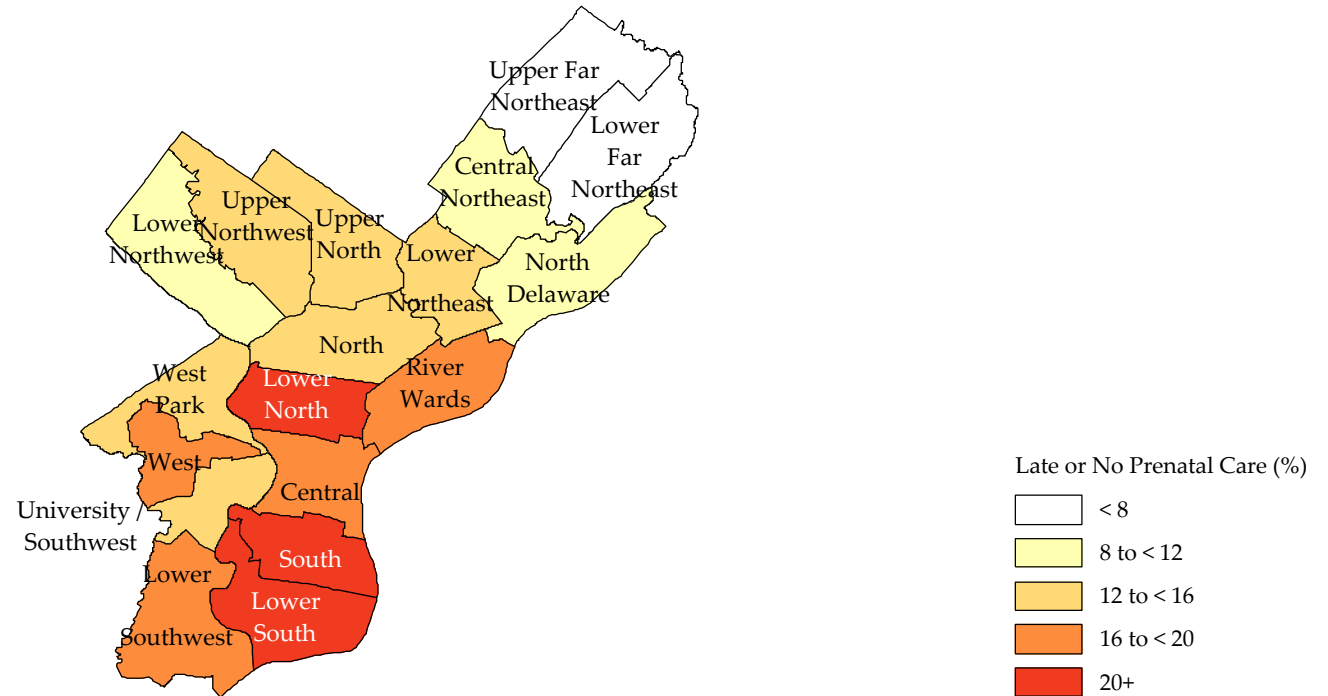 Upper Far
Northeast
Lower
Far
Northeast
Central
Northeast
Upper
Northwest
Upper
North
Lower
Northwest
Lower
Northeast
North
Delaware
North
River
Wards
West
Park
Lower
North
West
Central
University /
Southwest
South
Lower
Southwest
Lower
South
Late or No Prenatal Care (%)
< 8
8 to < 12
12 to < 16
16 to < 20
20+